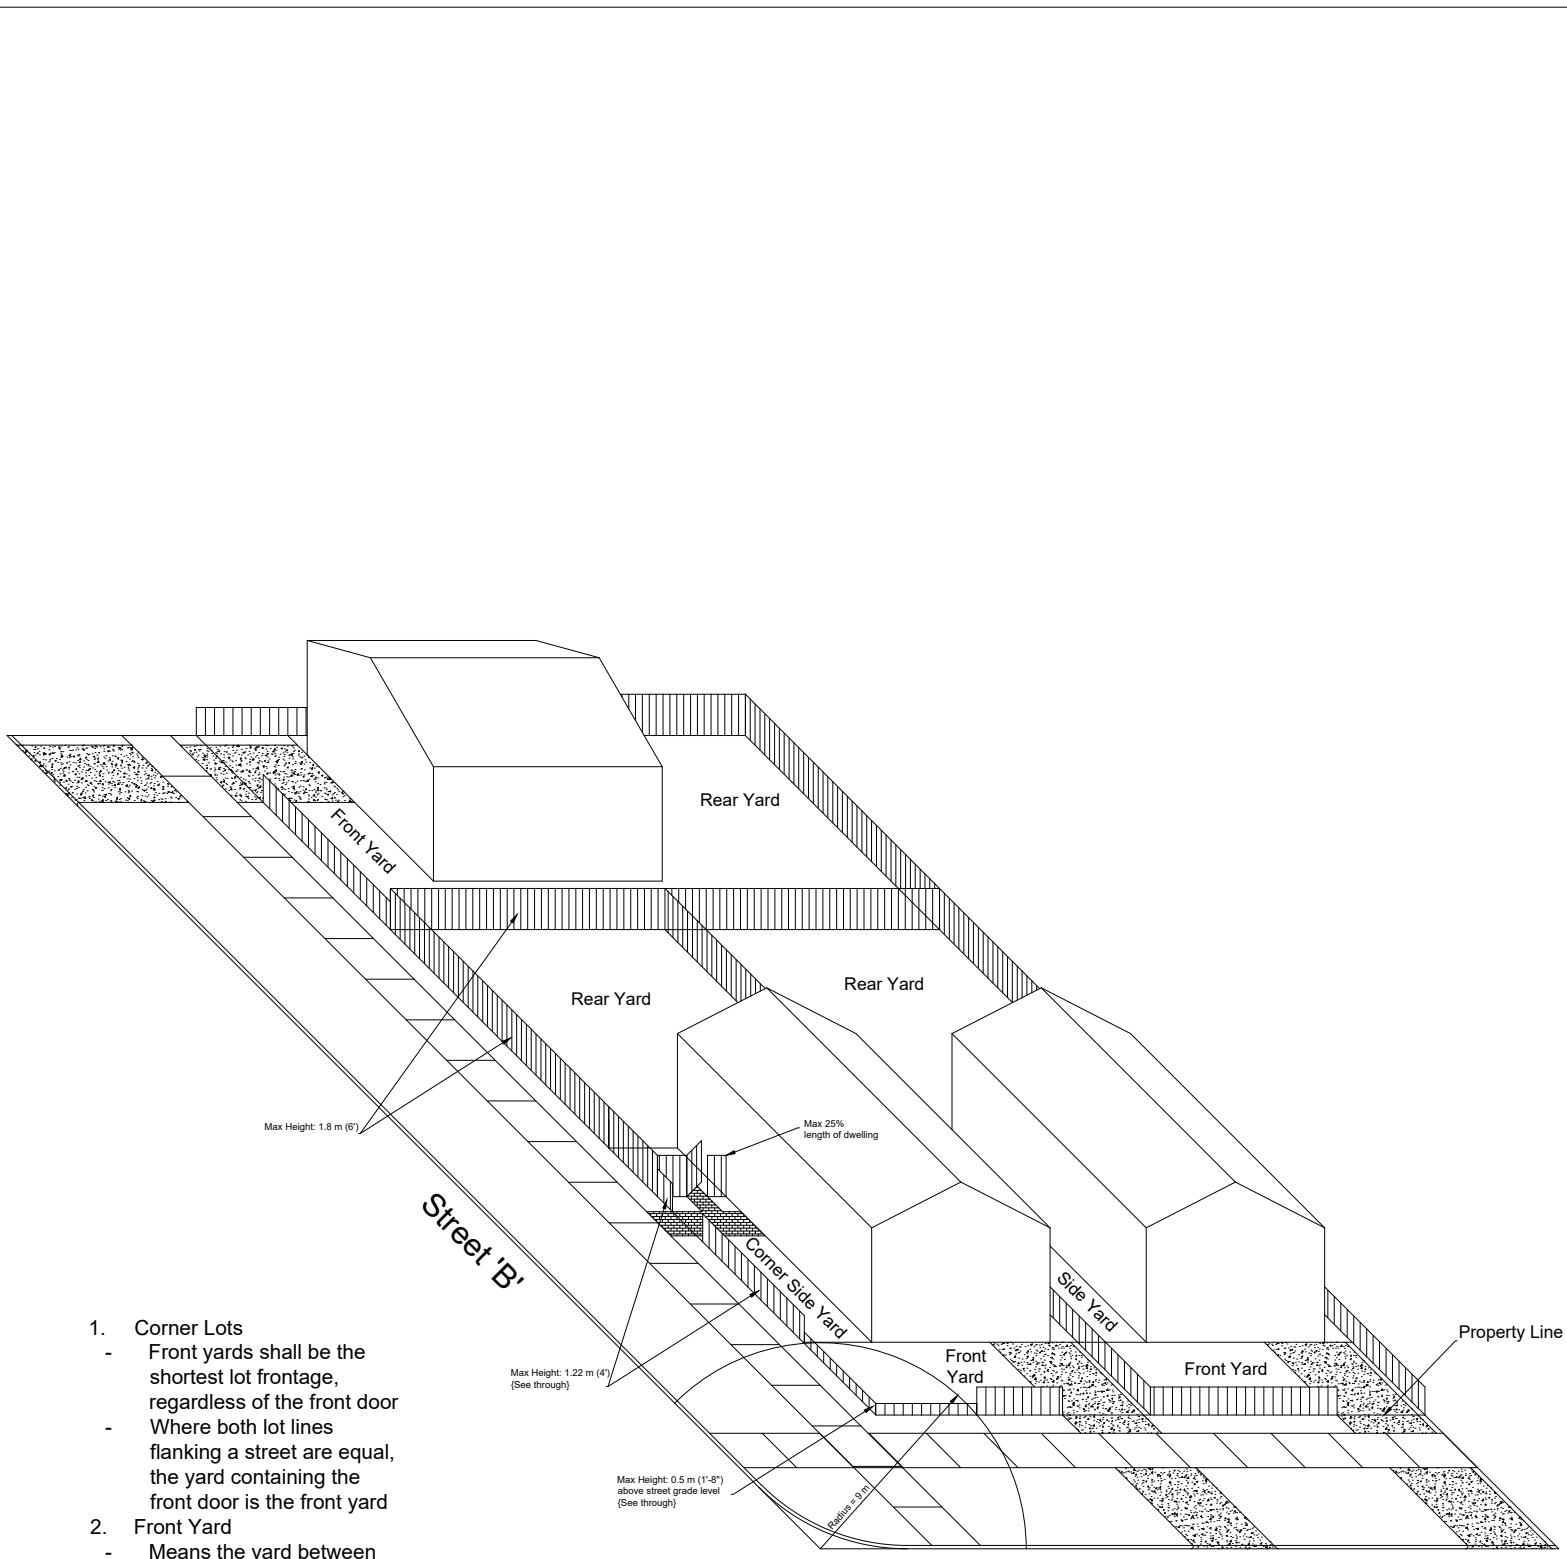 Rear Yard
Front Yard
Rear Yard
Rear Yard
Max Height: 1.8 m (6')
Max 25%
length of dwelling
Street 'B'
Corner Side Yard
Side Yard
Property Line
Front
Yard
Front Yard
Max Height: 1.22 m (4')
{See through}
Max Height: 0.5 m (1'-8")
above street grade level
{See through}
Radius = 9 m
1. Corner Lots
- Front yards shall be the
shortest lot frontage,
regardless of the front door
- Where both lot lines
flanking a street are equal,
the yard containing the
front door is the front yard
2. Front Yard
- Means the yard between